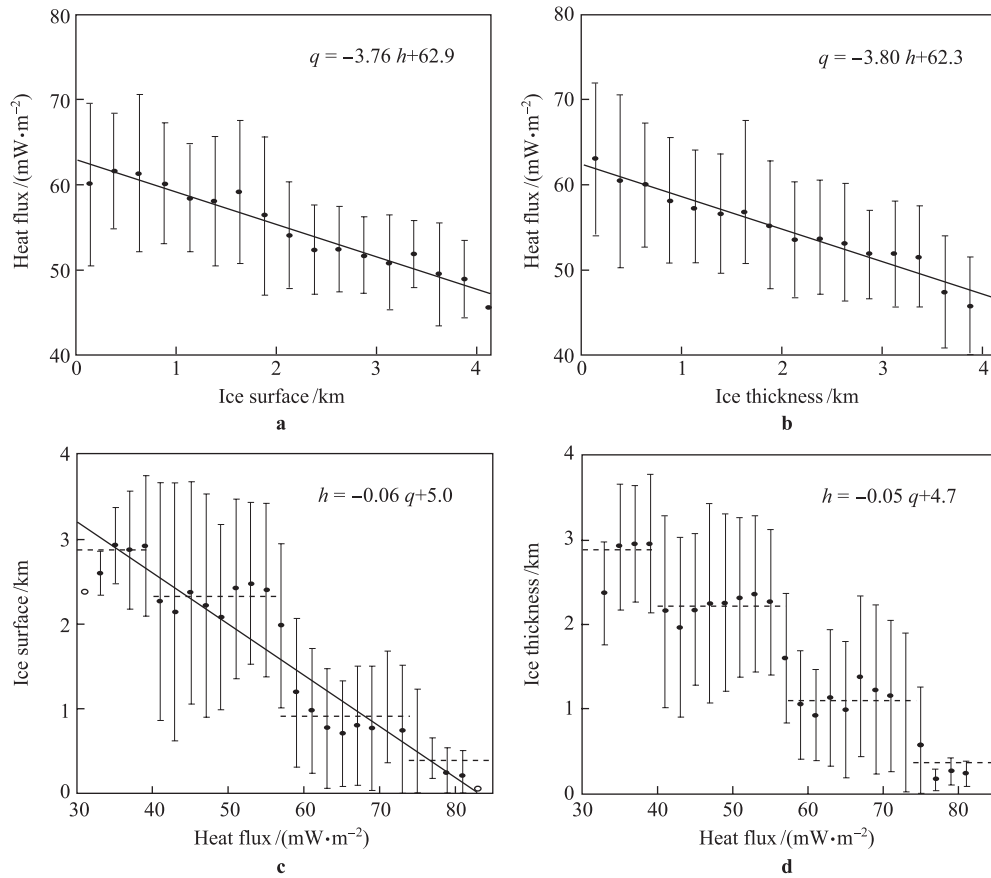 80
70
60
50
40
Heat flux /(mW·m⁻²)
q = −3.76 h+62.9
0 1 2 3 4
Ice surface /km
a
80
70
60
50
40
Heat flux /(mW·m⁻²)
q = −3.80 h+62.3
0 1 2 3 4
Ice thickness /km
b
4
3
2
1
0
Ice surface /km
h = −0.06 q+5.0
30 40 50 60 70 80
Heat flux /(mW·m⁻²)
c
4
3
2
1
0
Ice thickness /km
h = −0.05 q+4.7
30 40 50 60 70 80
Heat flux /(mW·m⁻²)
d